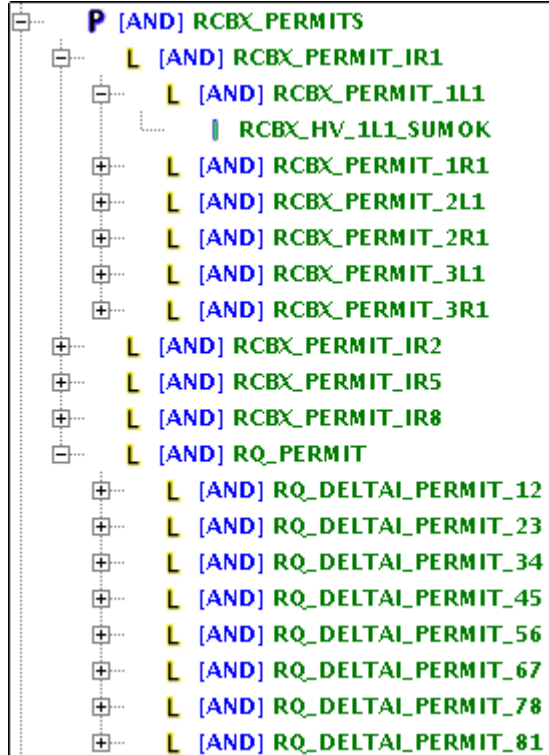 P [AND] RCBX_PERMITS
L [AND] RCBX_PERMIT_IR1
L [AND] RCBX_PERMIT_1L1
RCBX_HV_1L1_SUMOK
L [AND] RCBX_PERMIT_1R1
L [AND] RCBX_PERMIT_2L1
L [AND] RCBX_PERMIT_2R1
L [AND] RCBX_PERMIT_3L1
L [AND] RCBX_PERMIT_3R1
L [AND] RCBX_PERMIT_IR2
L [AND] RCBX_PERMIT_IR5
L [AND] RCBX_PERMIT_IR8
L [AND] RQ_PERMIT
L [AND] RQ_DELTAI_PERMIT_12
L [AND] RQ_DELTAI_PERMIT_23
L [AND] RQ_DELTAI_PERMIT_34
L [AND] RQ_DELTAI_PERMIT_45
L [AND] RQ_DELTAI_PERMIT_56
L [AND] RQ_DELTAI_PERMIT_67
L [AND] RQ_DELTAI_PERMIT_78
L [AND] RQ_DELTAI_PERMIT_81